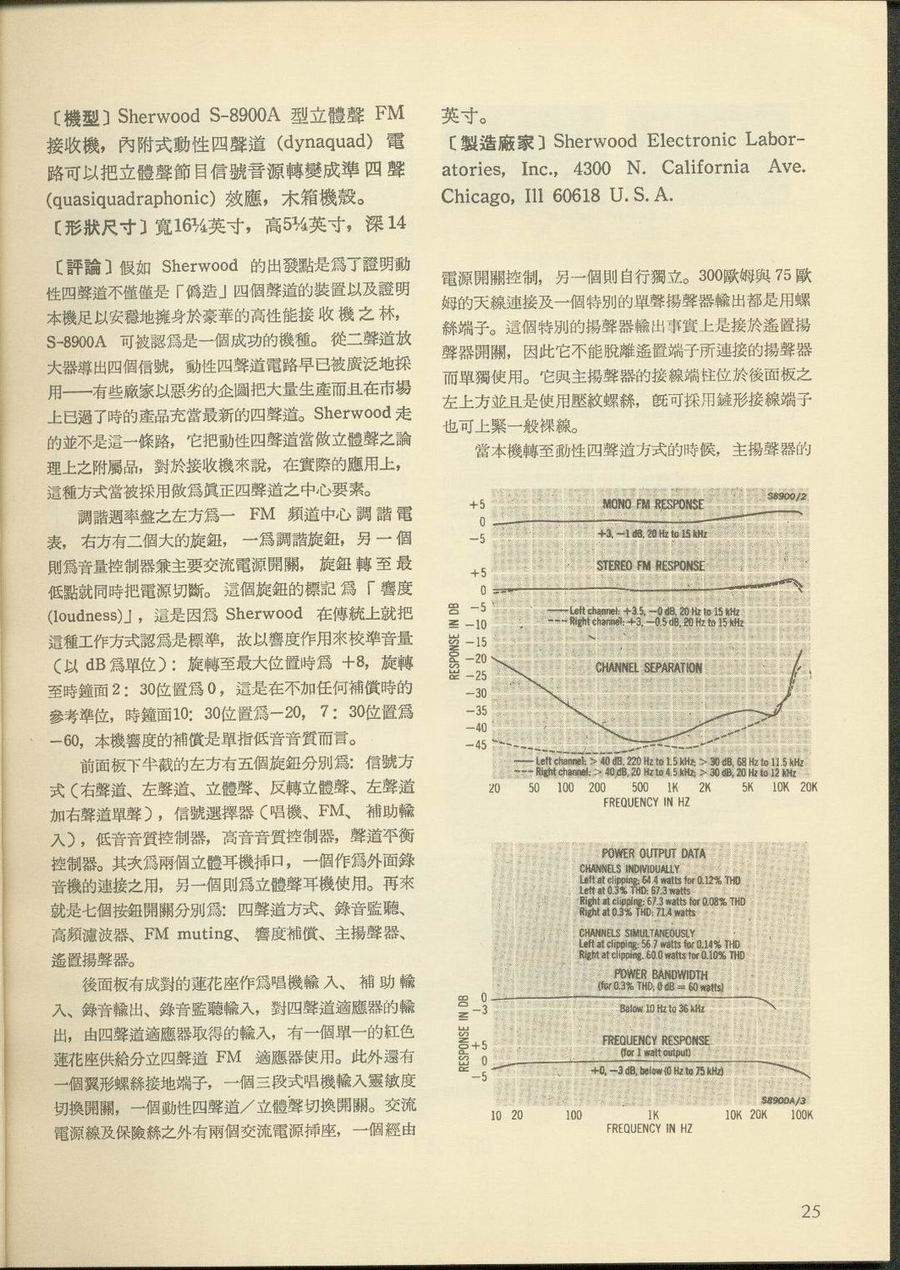 〔機型〕Sherwood S-8900A 型立體聲 FM
接收機，內附式動性四聲道 (dynaquad) 電
路可以把立體聲節目信號音源轉變成準四聲
(quasiquadraphonic) 效應，木箱機殼。
〔形狀尺寸〕寬16¼英寸，高5¼英寸，深14
英寸。
〔製造廠家〕Sherwood Electronic Labor-
atories, Inc., 4300 N. California Ave.
Chicago, Ill 60618 U.S.A.
〔評論〕假如 Sherwood 的出發點是爲了證明動
性四聲道不僅僅是「僞造」四個聲道的裝置以及證明
本機足以安穩地擁身於豪華的高性能接收機之林，
S-8900A 可被認爲是一個成功的機種。從二聲道放
大器導出四個信號，動性四聲道電路早已被廣泛地採
用——有些廠家以惡劣的企圖把大量生產而且在市場
上已過了時的產品充當最新的四聲道。Sherwood 走
的並不是這一條路，它把動性四聲道當做立體聲之論
理上之附屬品，對於接收機來說，在實際的應用上，
這種方式當被採用做爲眞正四聲道之中心要素。
調諧週率盤之左方爲一 FM 頻道中心調諧電
表，右方有二個大的旋鈕，一爲調諧旋鈕，另一個
則爲音量控制器兼主要交流電源開關，旋鈕轉至最
低點就同時把電源切斷。這個旋鈕的標記爲「響度
(loudness)」，這是因爲 Sherwood 在傳統上就把
這種工作方式認爲是標準，故以響度作用來校準音量
（以 dB 爲單位）：旋轉至最大位置時爲 +8，旋轉
至時鐘面 2：30位置爲 0，這是在不加任何補償時的
參考準位，時鐘面10：30位置爲－20，7：30位置爲
－60，本機響度的補償是單指低音音質而言。
前面板下半截的左方有五個旋鈕分別爲：信號方
式（右聲道、左聲道、立體聲、反轉立體聲、左聲道
加右聲道單聲），信號選擇器（唱機、FM、補助輸
入），低音音質控制器，高音音質控制器，聲道平衡
控制器。其次爲兩個立體耳機揷口，一個作爲外面錄
音機的連接之用，另一個則爲立體聲耳機使用。再來
就是七個按鈕開關分別爲：四聲道方式、錄音監聽、
高頻濾波器、FM muting、響度補償、主揚聲器、
遙置揚聲器。
後面板有成對的蓮花座作爲唱機輸入、補助輸
入、錄音輸出、錄音監聽輸入，對四聲道適應器的輸
出，由四聲道適應器取得的輸入，有一個單一的紅色
蓮花座供給分立四聲道 FM 適應器使用。此外還有
一個翼形螺絲接地端子，一個三段式唱機輸入靈敏度
切換開關，一個動性四聲道／立體聲切換開關。交流
電源線及保險絲之外有兩個交流電源揷座，一個經由
電源開關控制，另一個則自行獨立。300歐姆與 75 歐
姆的天線連接及一個特別的單聲揚聲器輸出都是用螺
絲端子。這個特別的揚聲器輸出事實上是接於遙置揚
聲器開關，因此它不能脫離遙置端子所連接的揚聲器
而單獨使用。它與主揚聲器的接線端柱位於後面板之
左上方並且是使用壓紋螺絲，旣可採用鏟形接線端子
也可上緊一般裸線。
當本機轉至動性四聲道方式的時候，主揚聲器的
S8900/2
MONO FM RESPONSE
+3, —1 dB, 20 Hz to 15 kHz
STEREO FM RESPONSE
Left channel: +3.5, —0 dB, 20 Hz to 15 kHz
Right channel: +3, —0.5 dB, 20 Hz to 15 kHz
CHANNEL SEPARATION
Left channel: > 40 dB, 220 Hz to 1.5 kHz; > 30 dB, 68 Hz to 11.5 kHz
Right channel: > 40 dB, 20 Hz to 4.5 kHz; > 30 dB, 20 Hz to 12 kHz
RESPONSE IN DB
+5
0
−5
+5
0
−5
−10
−15
−20
−25
−30
−35
−40
−45
20 50 100 200 500 1K 2K 5K 10K 20K
FREQUENCY IN HZ
POWER OUTPUT DATA
CHANNELS INDIVIDUALLY
Left at clipping: 64.4 watts for 0.12% THD
Left at 0.3% THD: 67.3 watts
Right at clipping: 67.3 watts for 0.08% THD
Right at 0.3% THD: 71.4 watts
CHANNELS SIMULTANEOUSLY
Left at clipping: 56.7 watts for 0.14% THD
Right at clipping. 60.0 watts for 0.10% THD
POWER BANDWIDTH
(for 0.3% THD; 0 dB = 60 watts)
Below 10 Hz to 36 kHz
FREQUENCY RESPONSE
(for 1 watt output)
+0, —3 dB, below (0 Hz to 75 kHz)
S8900A/3
RESPONSE IN DB
0
−3
+5
0
−5
10 20 100 1K 10K 20K 100K
FREQUENCY IN HZ
25